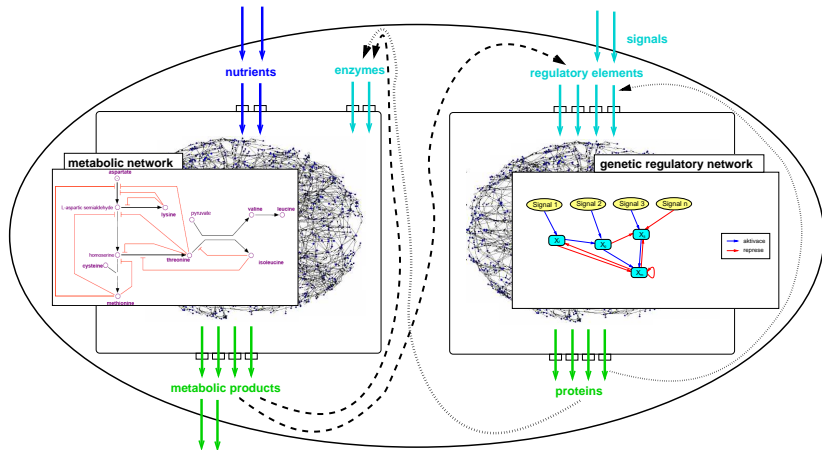 signals
nutrients
enzymes
regulatory elements
metabolic network
aspartate
L-aspartic semialdehyde
lysine
pyruvate
valine
leucine
homoserine
threonine
isoleucine
cysteine
methionine
genetic regulatory network
Signal 1
Signal 2
Signal 3
Signal n
aktivace
represe
metabolic products
proteins